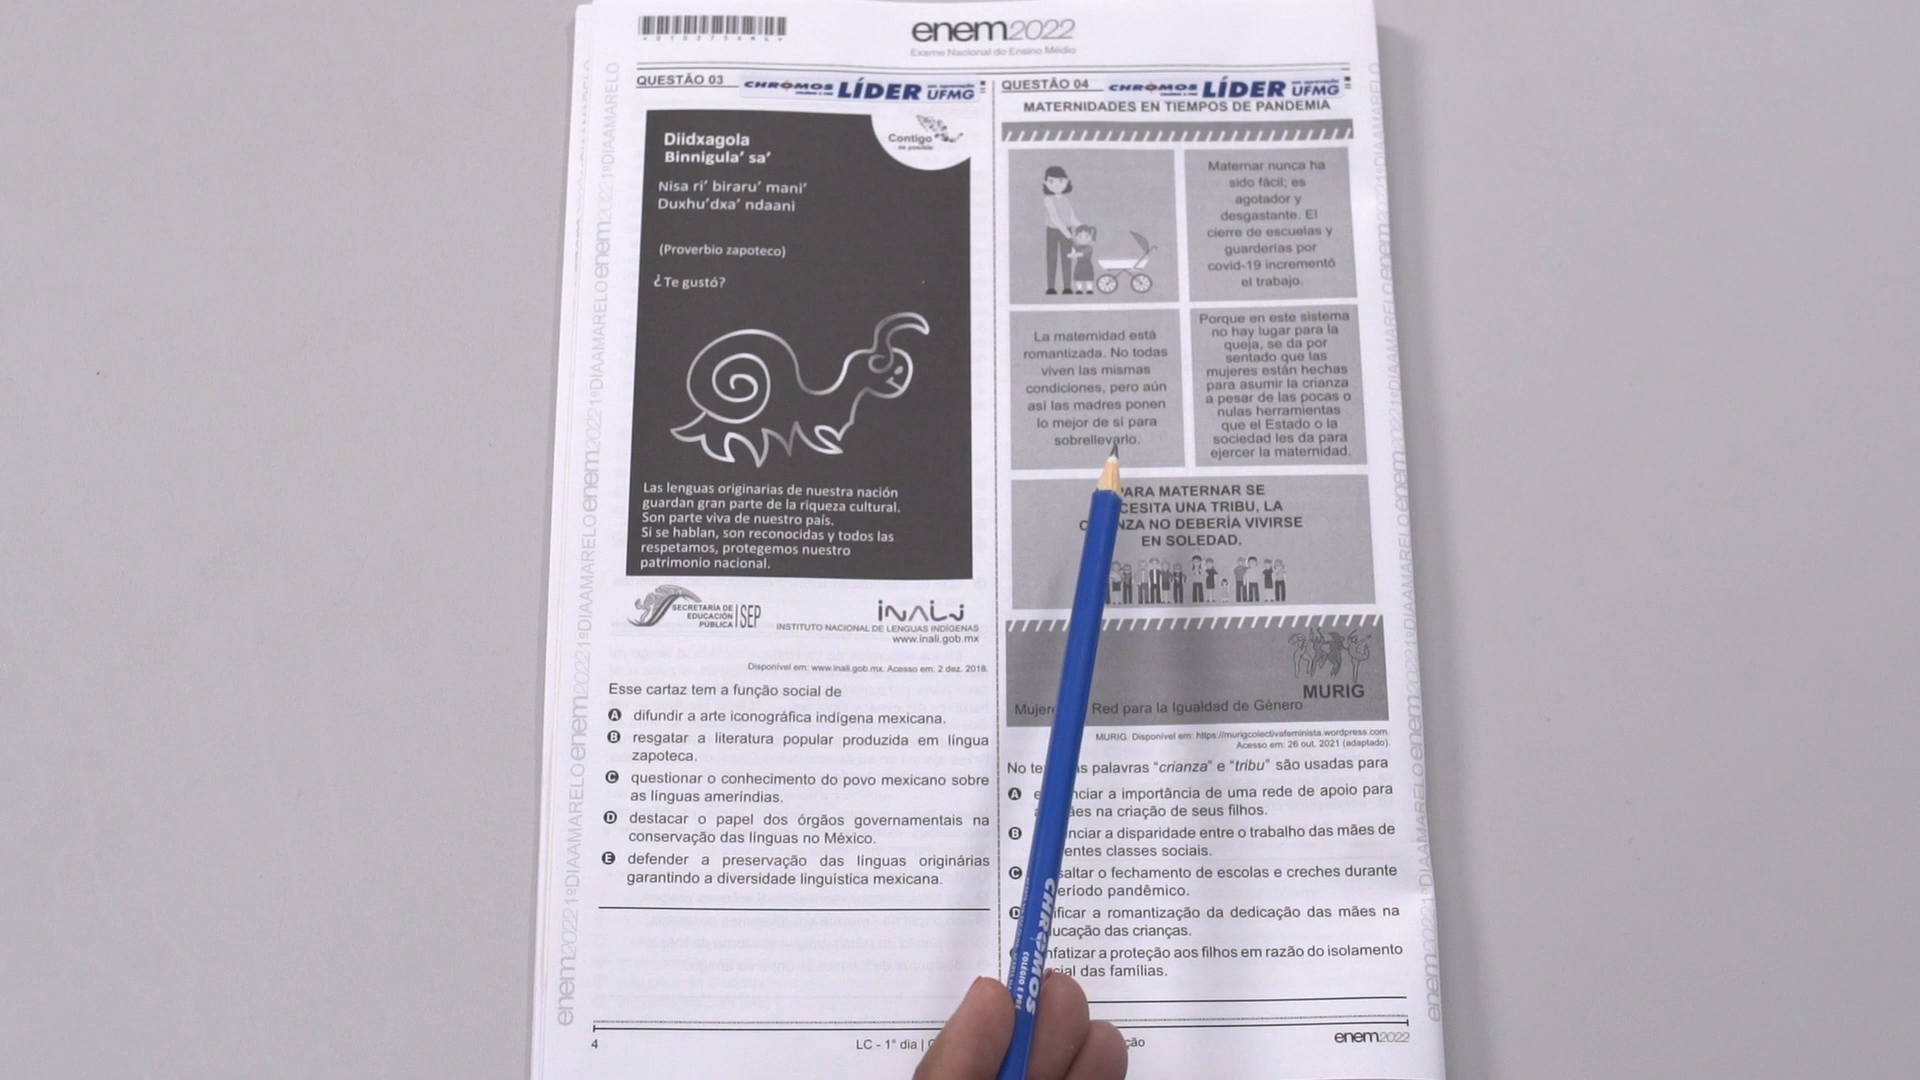 enem2022
Exame Nacional do Ensino Médio
QUESTÃO 03
CHROMOS LÍDER UFMG
Diidxagola
Binnigula’ sa’
Contigo
es posible
Nisa ri’ biraru’ mani’
Duxhu’dxa’ ndaani
(Proverbio zapoteco)
¿Te gustó?
Las lenguas originarias de nuestra nación
guardan gran parte de la riqueza cultural.
Son parte viva de nuestro país.
Si se hablan, son reconocidas y todos las
respetamos, protegemos nuestro
patrimonio nacional.
SECRETARÍA DE
EDUCACIÓN
PÚBLICA
SEP
INALI
INSTITUTO NACIONAL DE LENGUAS INDÍGENAS
www.inali.gob.mx
Disponível em: www.inali.gob.mx. Acesso em: 2 dez. 2018.
Esse cartaz tem a função social de
A difundir a arte iconográfica indígena mexicana.
B resgatar a literatura popular produzida em língua
zapoteca.
C questionar o conhecimento do povo mexicano sobre
as línguas ameríndias.
D destacar o papel dos órgãos governamentais na
conservação das línguas no México.
E defender a preservação das línguas originárias
garantindo a diversidade linguística mexicana.
QUESTÃO 04
CHROMOS LÍDER UFMG
MATERNIDADES EN TIEMPOS DE PANDEMIA
Maternar nunca ha
sido fácil; es
agotador y
desgastante. El
cierre de escuelas y
guarderías por
covid-19 incrementó
el trabajo.
La maternidad está
romantizada. No todas
viven las mismas
condiciones, pero aún
así las madres ponen
lo mejor de sí para
sobrellevarlo.
Porque en este sistema
no hay lugar para la
queja, se da por
sentado que las
mujeres están hechas
para asumir la crianza
a pesar de las pocas o
nulas herramientas
que el Estado o la
sociedad les da para
ejercer la maternidad.
PARA MATERNAR SE
CESITA UNA TRIBU, LA
NZA NO DEBERÍA VIVIRSE
EN SOLEDAD.
MURIG
Mujer Red para la Igualdad de Género
MURIG. Disponível em: https://murigcolectivafeminista.wordpress.com.
Acesso em: 26 out. 2021 (adaptado).
No te s palavras “crianza” e “tribu” são usadas para
A e nciar a importância de uma rede de apoio para
ães na criação de seus filhos.
B nciar a disparidade entre o trabalho das mães de
entes classes sociais.
C saltar o fechamento de escolas e creches durante
eríodo pandêmico.
D ificar a romantização da dedicação das mães na
ucação das crianças.
nfatizar a proteção aos filhos em razão do isolamento
cial das famílias.
CHROMOS
COLÉGIO E PRÉ
4
LC - 1° dia |
ção
enem2022